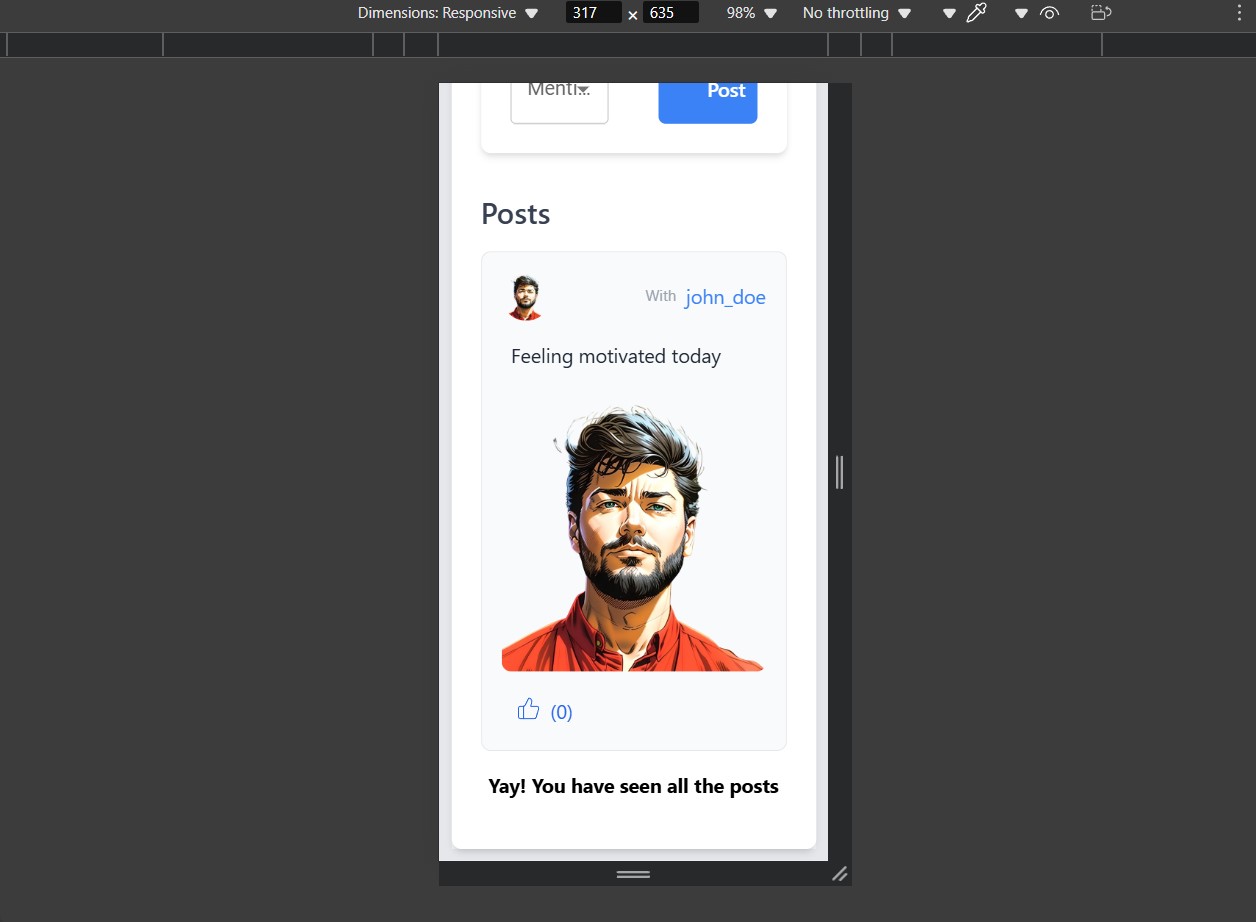 Dimensions: Responsive 317 × 635 98% No throttling
Menti... Post
Posts
With john_doe
Feeling motivated today
(0)
Yay! You have seen all the posts